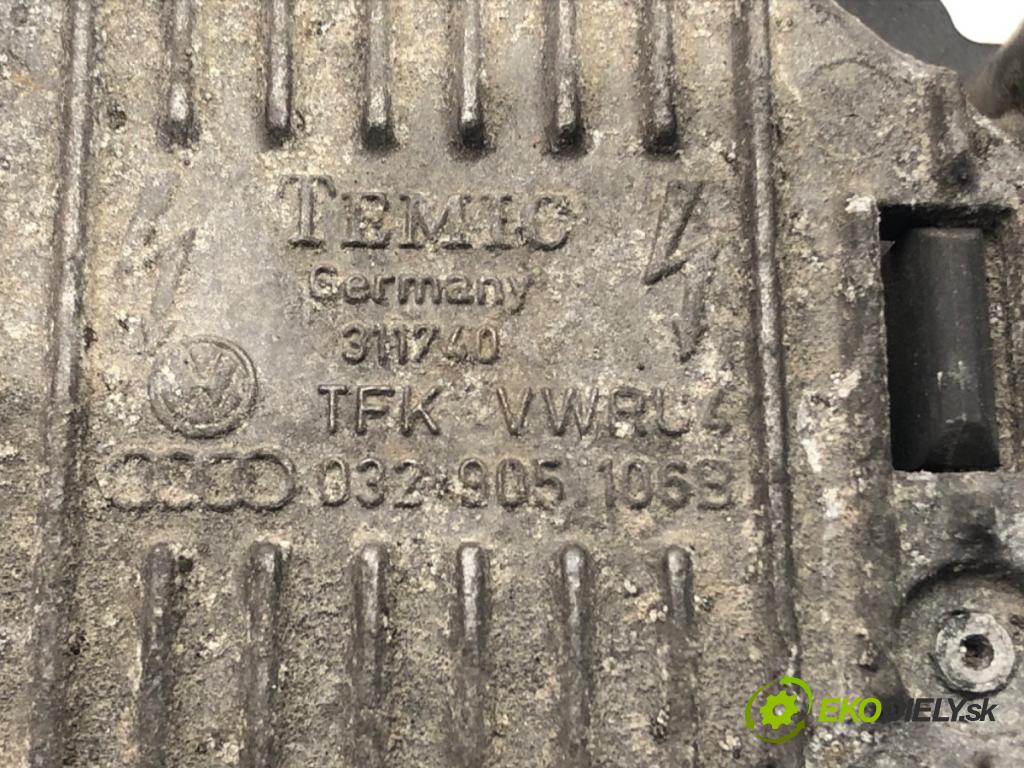 TEMIC
Germany
311740
TFK VWRU4
032 905 106B
EKODIELY.sk